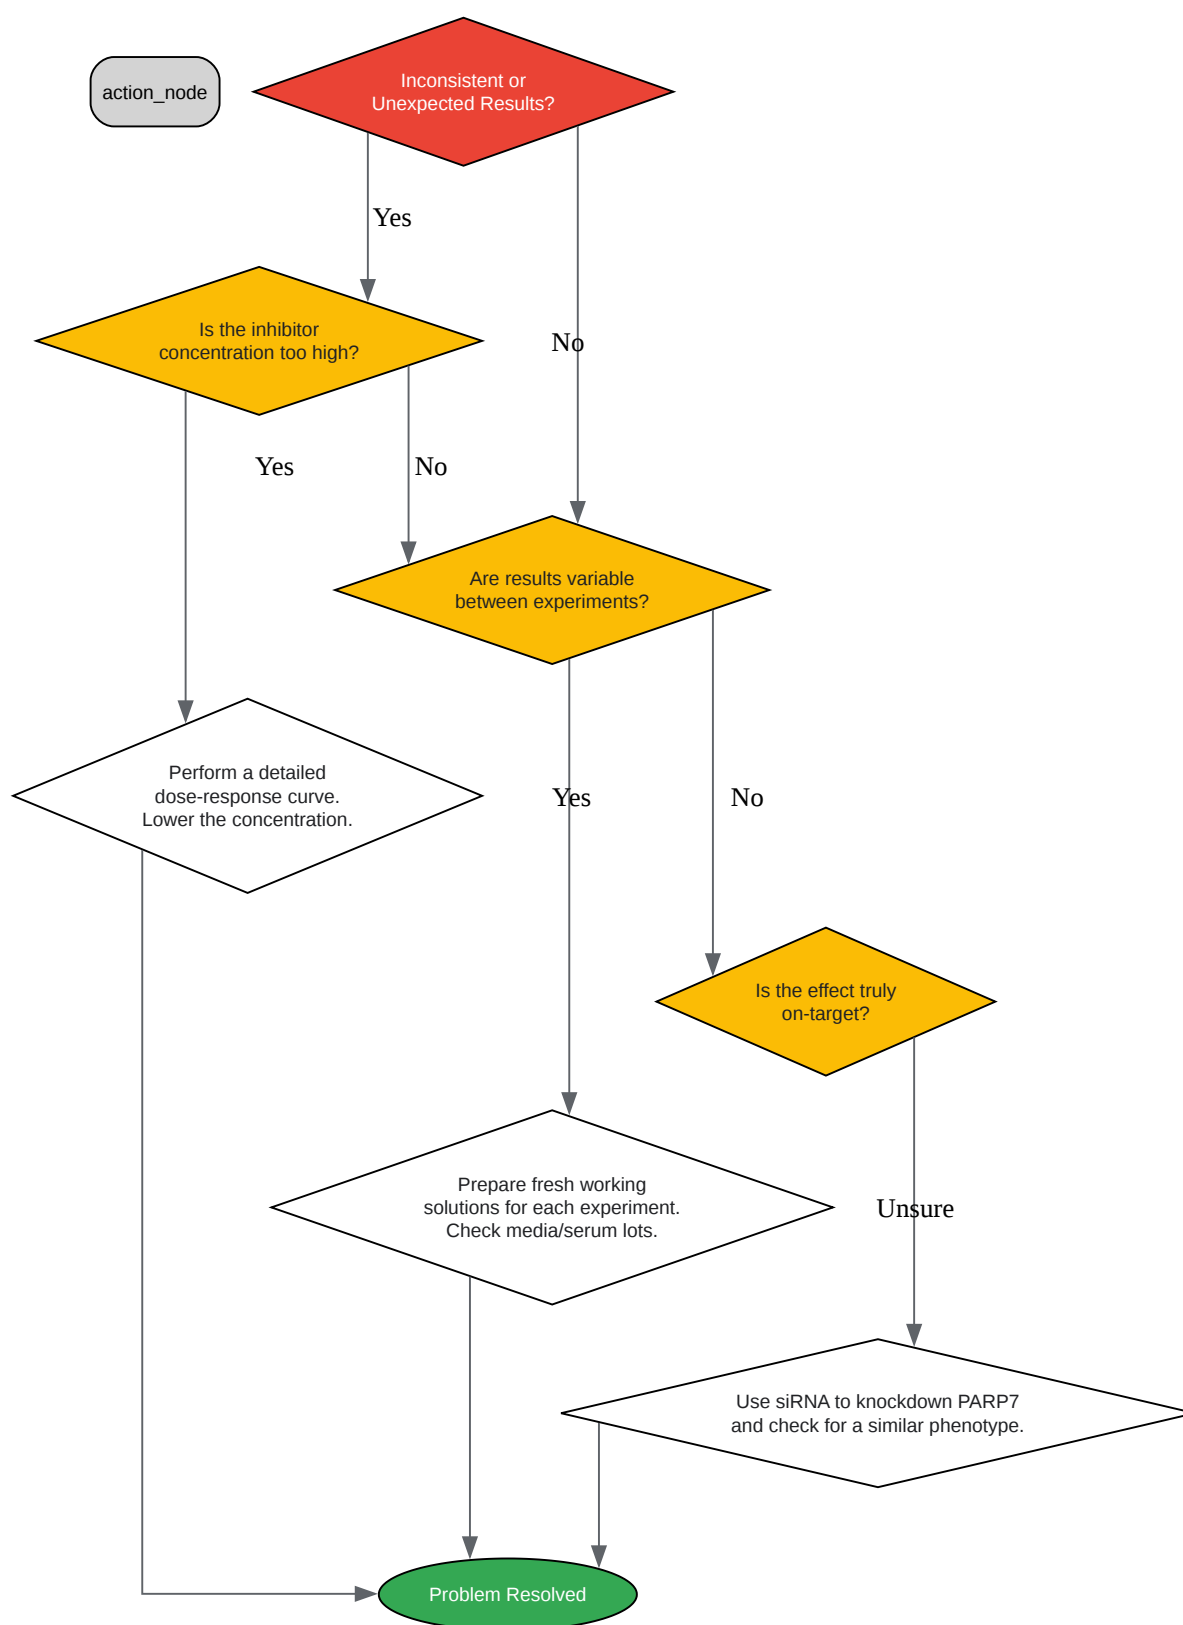 action_node
Inconsistent or
Unexpected Results?
Yes
Is the inhibitor
concentration too high?
No
Yes
No
Are results variable
between experiments?
Perform a detailed
dose-response curve.
Lower the concentration.
Yes
No
Is the effect truly
on-target?
Prepare fresh working
solutions for each experiment.
Check media/serum lots.
Unsure
Use siRNA to knockdown PARP7
and check for a similar phenotype.
Problem Resolved